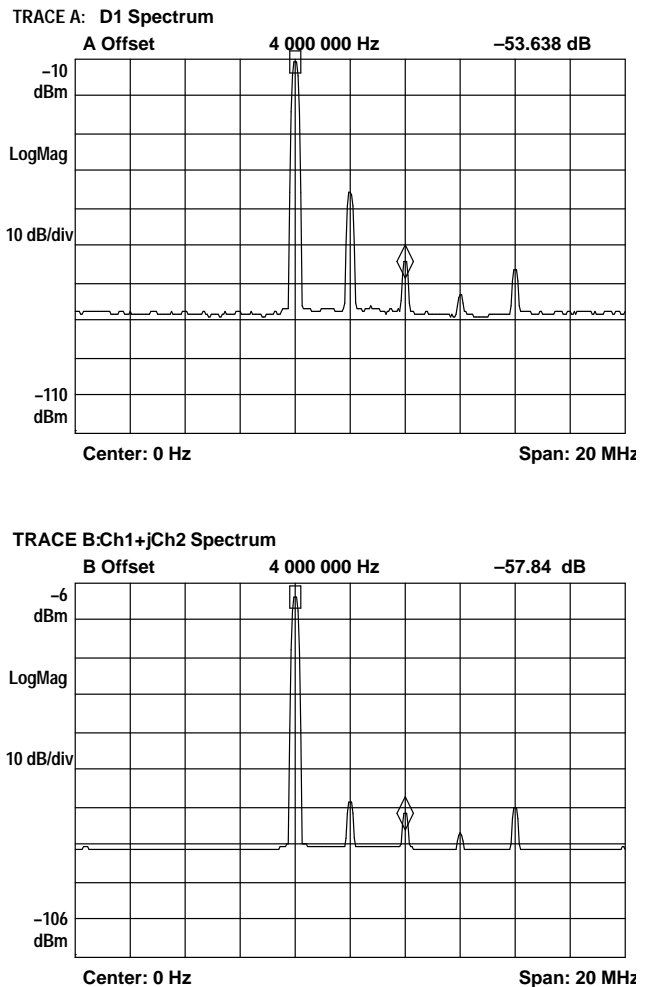 TRACE A: D1 Spectrum
A Offset 4 000 000 Hz –53.638 dB
–10
dBm
LogMag
10 dB/div
–110
dBm
Center: 0 Hz Span: 20 MHz
TRACE B:Ch1+jCh2 Spectrum
B Offset 4 000 000 Hz –57.84 dB
–6
dBm
LogMag
10 dB/div
–106
dBm
Center: 0 Hz Span: 20 MHz